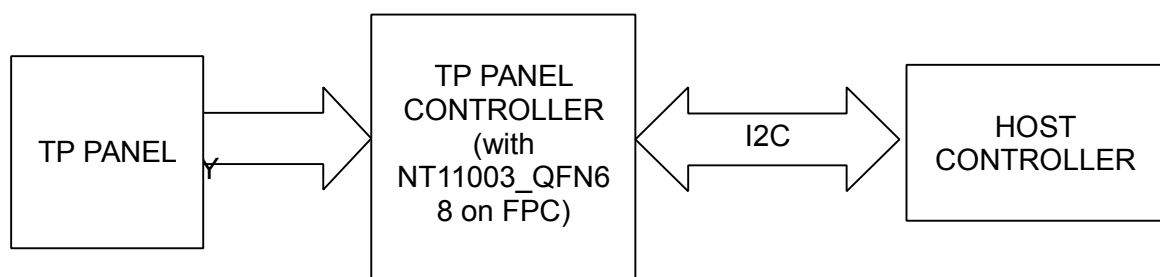 TP PANEL
Y
TP PANEL
CONTROLLER
(with
NT11003_QFN6
8 on FPC)
I2C
HOST
CONTROLLER